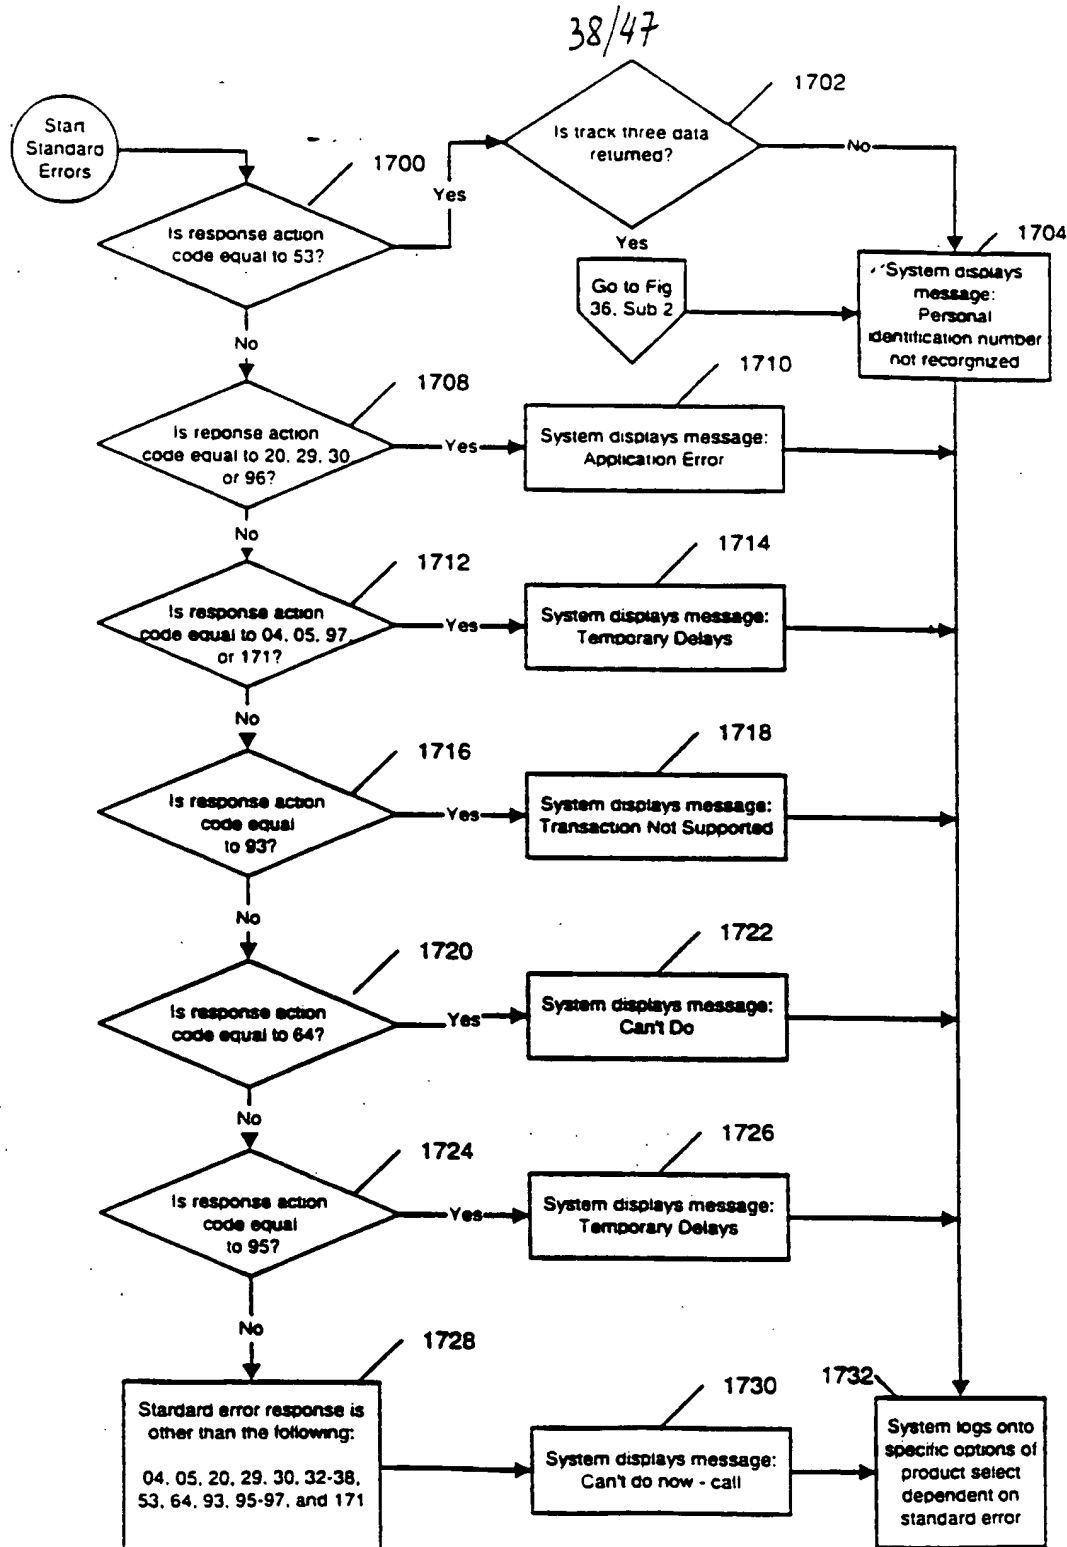 38/47
Start
Standard
Errors
1700
Is response action
code equal to 53?
Yes
1702
Is track three data
returned?
No
Yes
Go to Fig
36, Sub 2
1704
System displays
message:
Personal
identification number
not recorgnized
No
1708
Is reponse action
code equal to 20, 29, 30
or 96?
Yes
1710
System displays message:
Application Error
No
1712
Is response action
code equal to 04, 05, 97,
or 171?
Yes
1714
System displays message:
Temporary Delays
No
1716
Is response action
code equal
to 93?
Yes
1718
System displays message:
Transaction Not Supported
No
1720
Is response action
code equal to 64?
Yes
1722
System displays message:
Can't Do
No
1724
Is response action
code equal
to 95?
Yes
1726
System displays message:
Temporary Delays
No
1728
Standard error response is
other than the following:
04, 05, 20, 29, 30, 32-38,
53, 64, 93, 95-97, and 171
1730
System displays message:
Can't do now - call
1732
System logs onto
specific options of
product select
dependent on
standard error